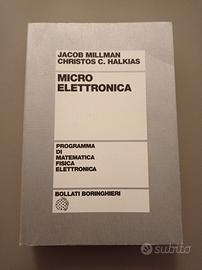 JACOB MILLMAN
CHRISTOS C. HALKIAS
MICRO
ELETTRONICA
PROGRAMMA
DI
MATEMATICA
FISICA
ELETTRONICA
BOLLATI BORINGHIERI
subito